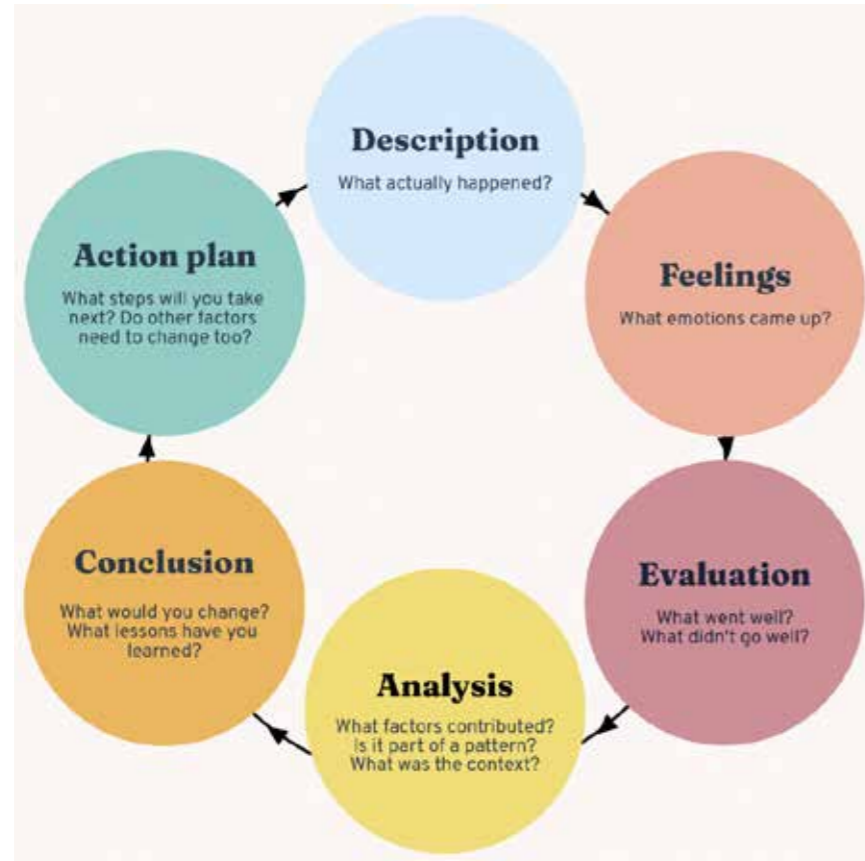 Description
What actually happened?
Feelings
What emotions came up?
Evaluation
What went well?
What didn't go well?
Analysis
What factors contributed?
Is it part of a pattern?
What was the context?
Conclusion
What would you change?
What lessons have you
learned?
Action plan
What steps will you take
next? Do other factors
need to change too?